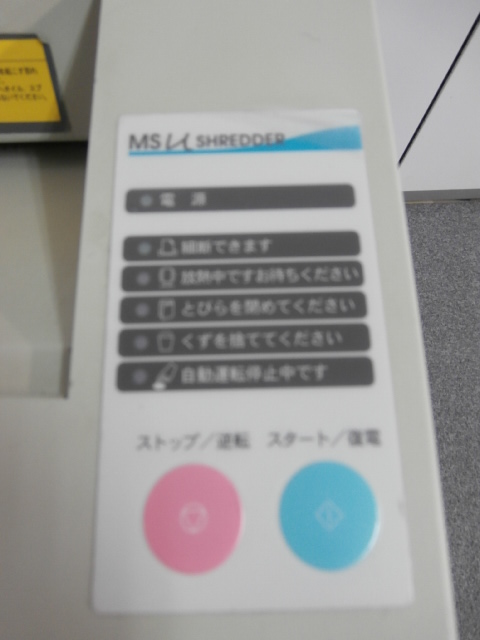 MS SHREDDER
電源
細断できます
放熱中ですお待ちください
とびらを閉めてください
くずを捨ててください
自動運転停止中です
ストップ／逆転 スタート／復電